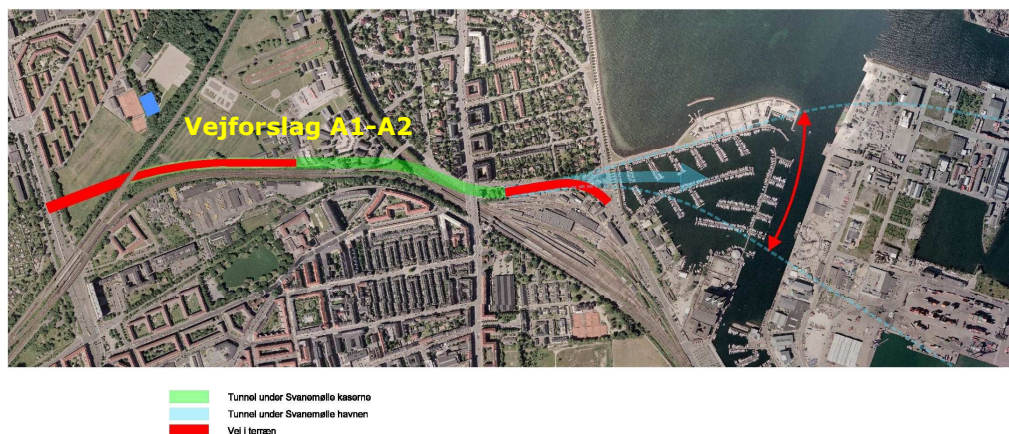 Vejforslag A1-A2
Tunnel under Svanemølle kaserne
Tunnel under Svanemølle havnen
Vej i terræn